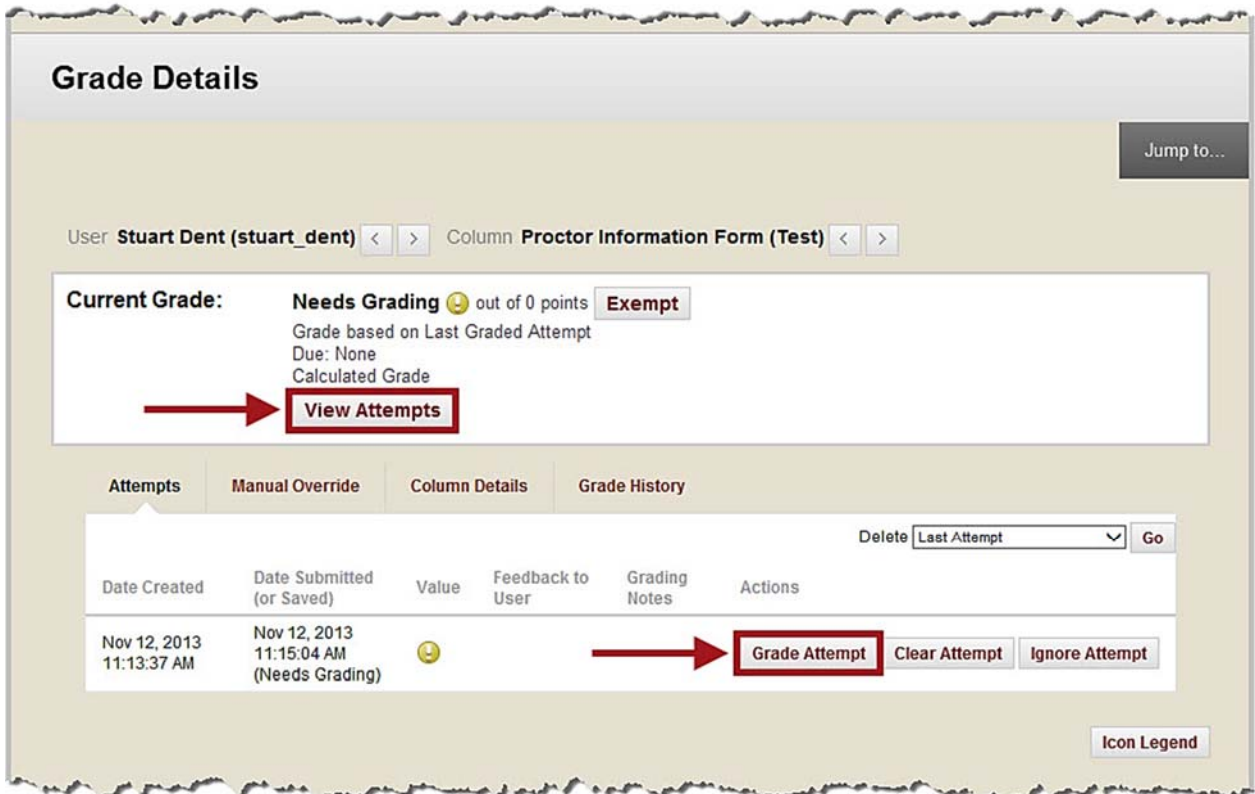 Grade Details
Jump to...
User Stuart Dent (stuart_dent) < > Column Proctor Information Form (Test) < >
Current Grade: Needs Grading out of 0 points Exempt
Grade based on Last Graded Attempt
Due: None
Calculated Grade
View Attempts
Attempts Manual Override Column Details Grade History
Delete Last Attempt Go
Date Created Date Submitted (or Saved) Value Feedback to User Grading Notes Actions
Nov 12, 2013 11:13:37 AM Nov 12, 2013 11:15:04 AM (Needs Grading) Grade Attempt Clear Attempt Ignore Attempt
Icon Legend